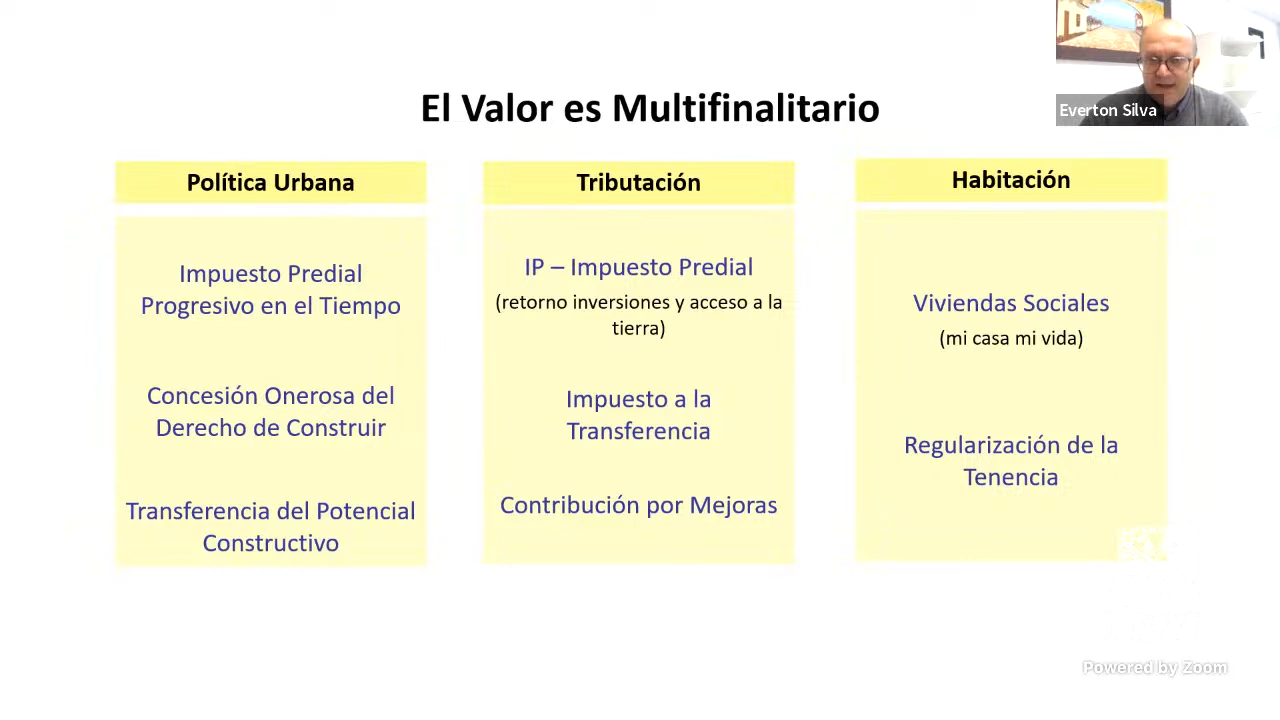 El Valor es Multifinalitario
Everton Silva
Política Urbana
Impuesto Predial
Progresivo en el Tiempo
Concesión Onerosa del
Derecho de Construir
Transferencia del Potencial
Constructivo
Tributación
IP – Impuesto Predial
(retorno inversiones y acceso a la
tierra)
Impuesto a la
Transferencia
Contribución por Mejoras
Habitación
Viviendas Sociales
(mi casa mi vida)
Regularización de la
Tenencia
Powered by Zoom